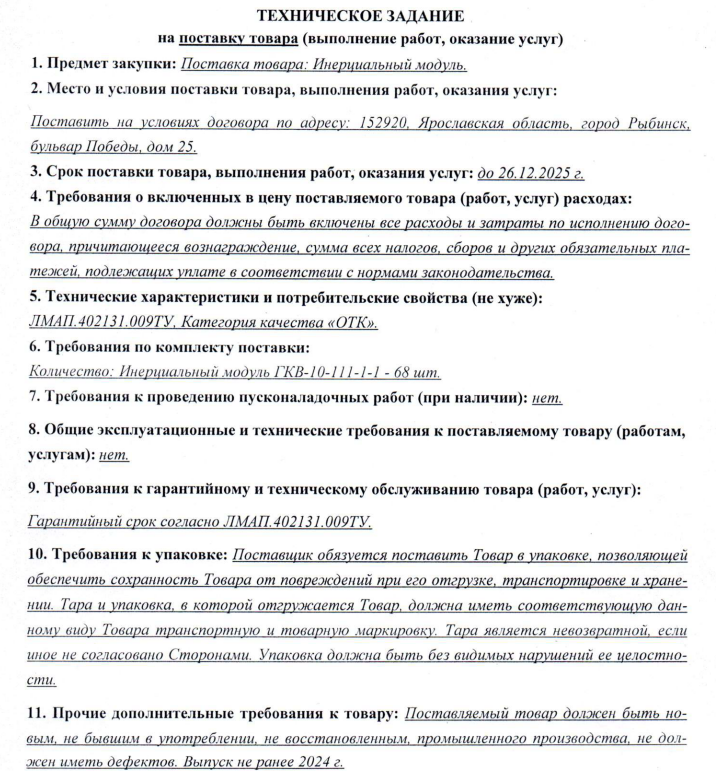 ТЕХНИЧЕСКОЕ ЗАДАНИЕ
на поставку товара (выполнение работ, оказание услуг)
1. Предмет закупки: Поставка товара: Инерциальный модуль.
2. Место и условия поставки товара, выполнения работ, оказания услуг:
Поставить на условиях договора по адресу: 152920, Ярославская область, город Рыбинск,
бульвар Победы, дом 25.
3. Срок поставки товара, выполнения работ, оказания услуг: до 26.12.2025 г.
4. Требования о включенных в цену поставляемого товара (работ, услуг) расходах:
В общую сумму договора должны быть включены все расходы и затраты по исполнению дого-
вора, причитающееся вознаграждение, сумма всех налогов, сборов и других обязательных пла-
тежей, подлежащих уплате в соответствии с нормами законодательства.
5. Технические характеристики и потребительские свойства (не хуже):
ЛМАП.402131.009ТУ, Категория качества «ОТК».
6. Требования по комплекту поставки:
Количество: Инерциальный модуль ГКВ-10-111-1-1 - 68 шт.
7. Требования к проведению пусконаладочных работ (при наличии): нет.
8. Общие эксплуатационные и технические требования к поставляемому товару (работам,
услугам): нет.
9. Требования к гарантийному и техническому обслуживанию товара (работ, услуг):
Гарантийный срок согласно ЛМАП.402131.009ТУ.
10. Требования к упаковке: Поставщик обязуется поставить Товар в упаковке, позволяющей
обеспечить сохранность Товара от повреждений при его отгрузке, транспортировке и хране-
нии. Тара и упаковка, в которой отгружается Товар, должна иметь соответствующую дан-
ному виду Товара транспортную и товарную маркировку. Тара является невозвратной, если
иное не согласовано Сторонами. Упаковка должна быть без видимых нарушений ее целостно-
сти.
11. Прочие дополнительные требования к товару: Поставляемый товар должен быть но-
вым, не бывшим в употреблении, не восстановленным, промышленного производства, не дол-
жен иметь дефектов. Выпуск не ранее 2024 г.